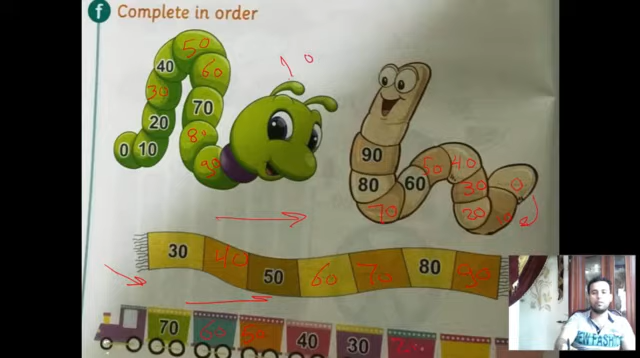 f Complete in order
10
0 10 20 30 40 50 60 70 80 90
90 80 70 60 50 40 30 20 0
30 40 50 60 70 80 90
70 60 40 30